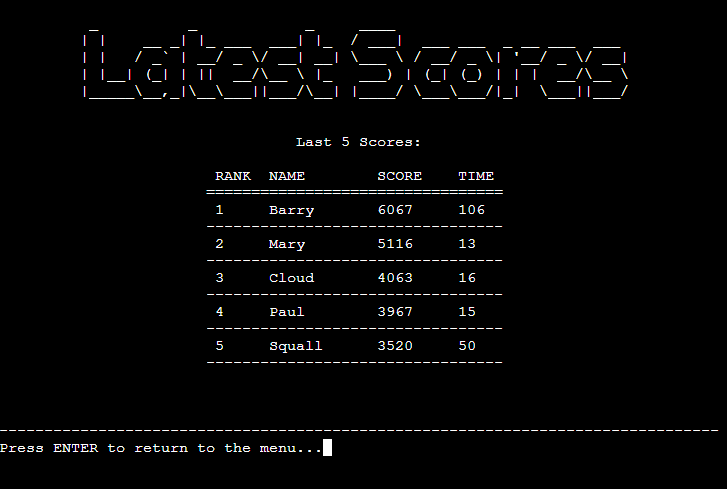 Latest Scores
Last 5 Scores:
RANK NAME SCORE TIME
1 Barry 6067 106
2 Mary 5116 13
3 Cloud 4063 16
4 Paul 3967 15
5 Squall 3520 50
Press ENTER to return to the menu...